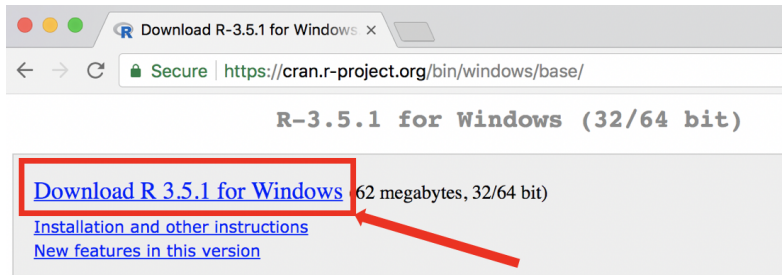 Download R-3.5.1 for Windows
Secure https://cran.r-project.org/bin/windows/base/
R-3.5.1 for Windows (32/64 bit)
Download R 3.5.1 for Windows (62 megabytes, 32/64 bit)
Installation and other instructions
New features in this version